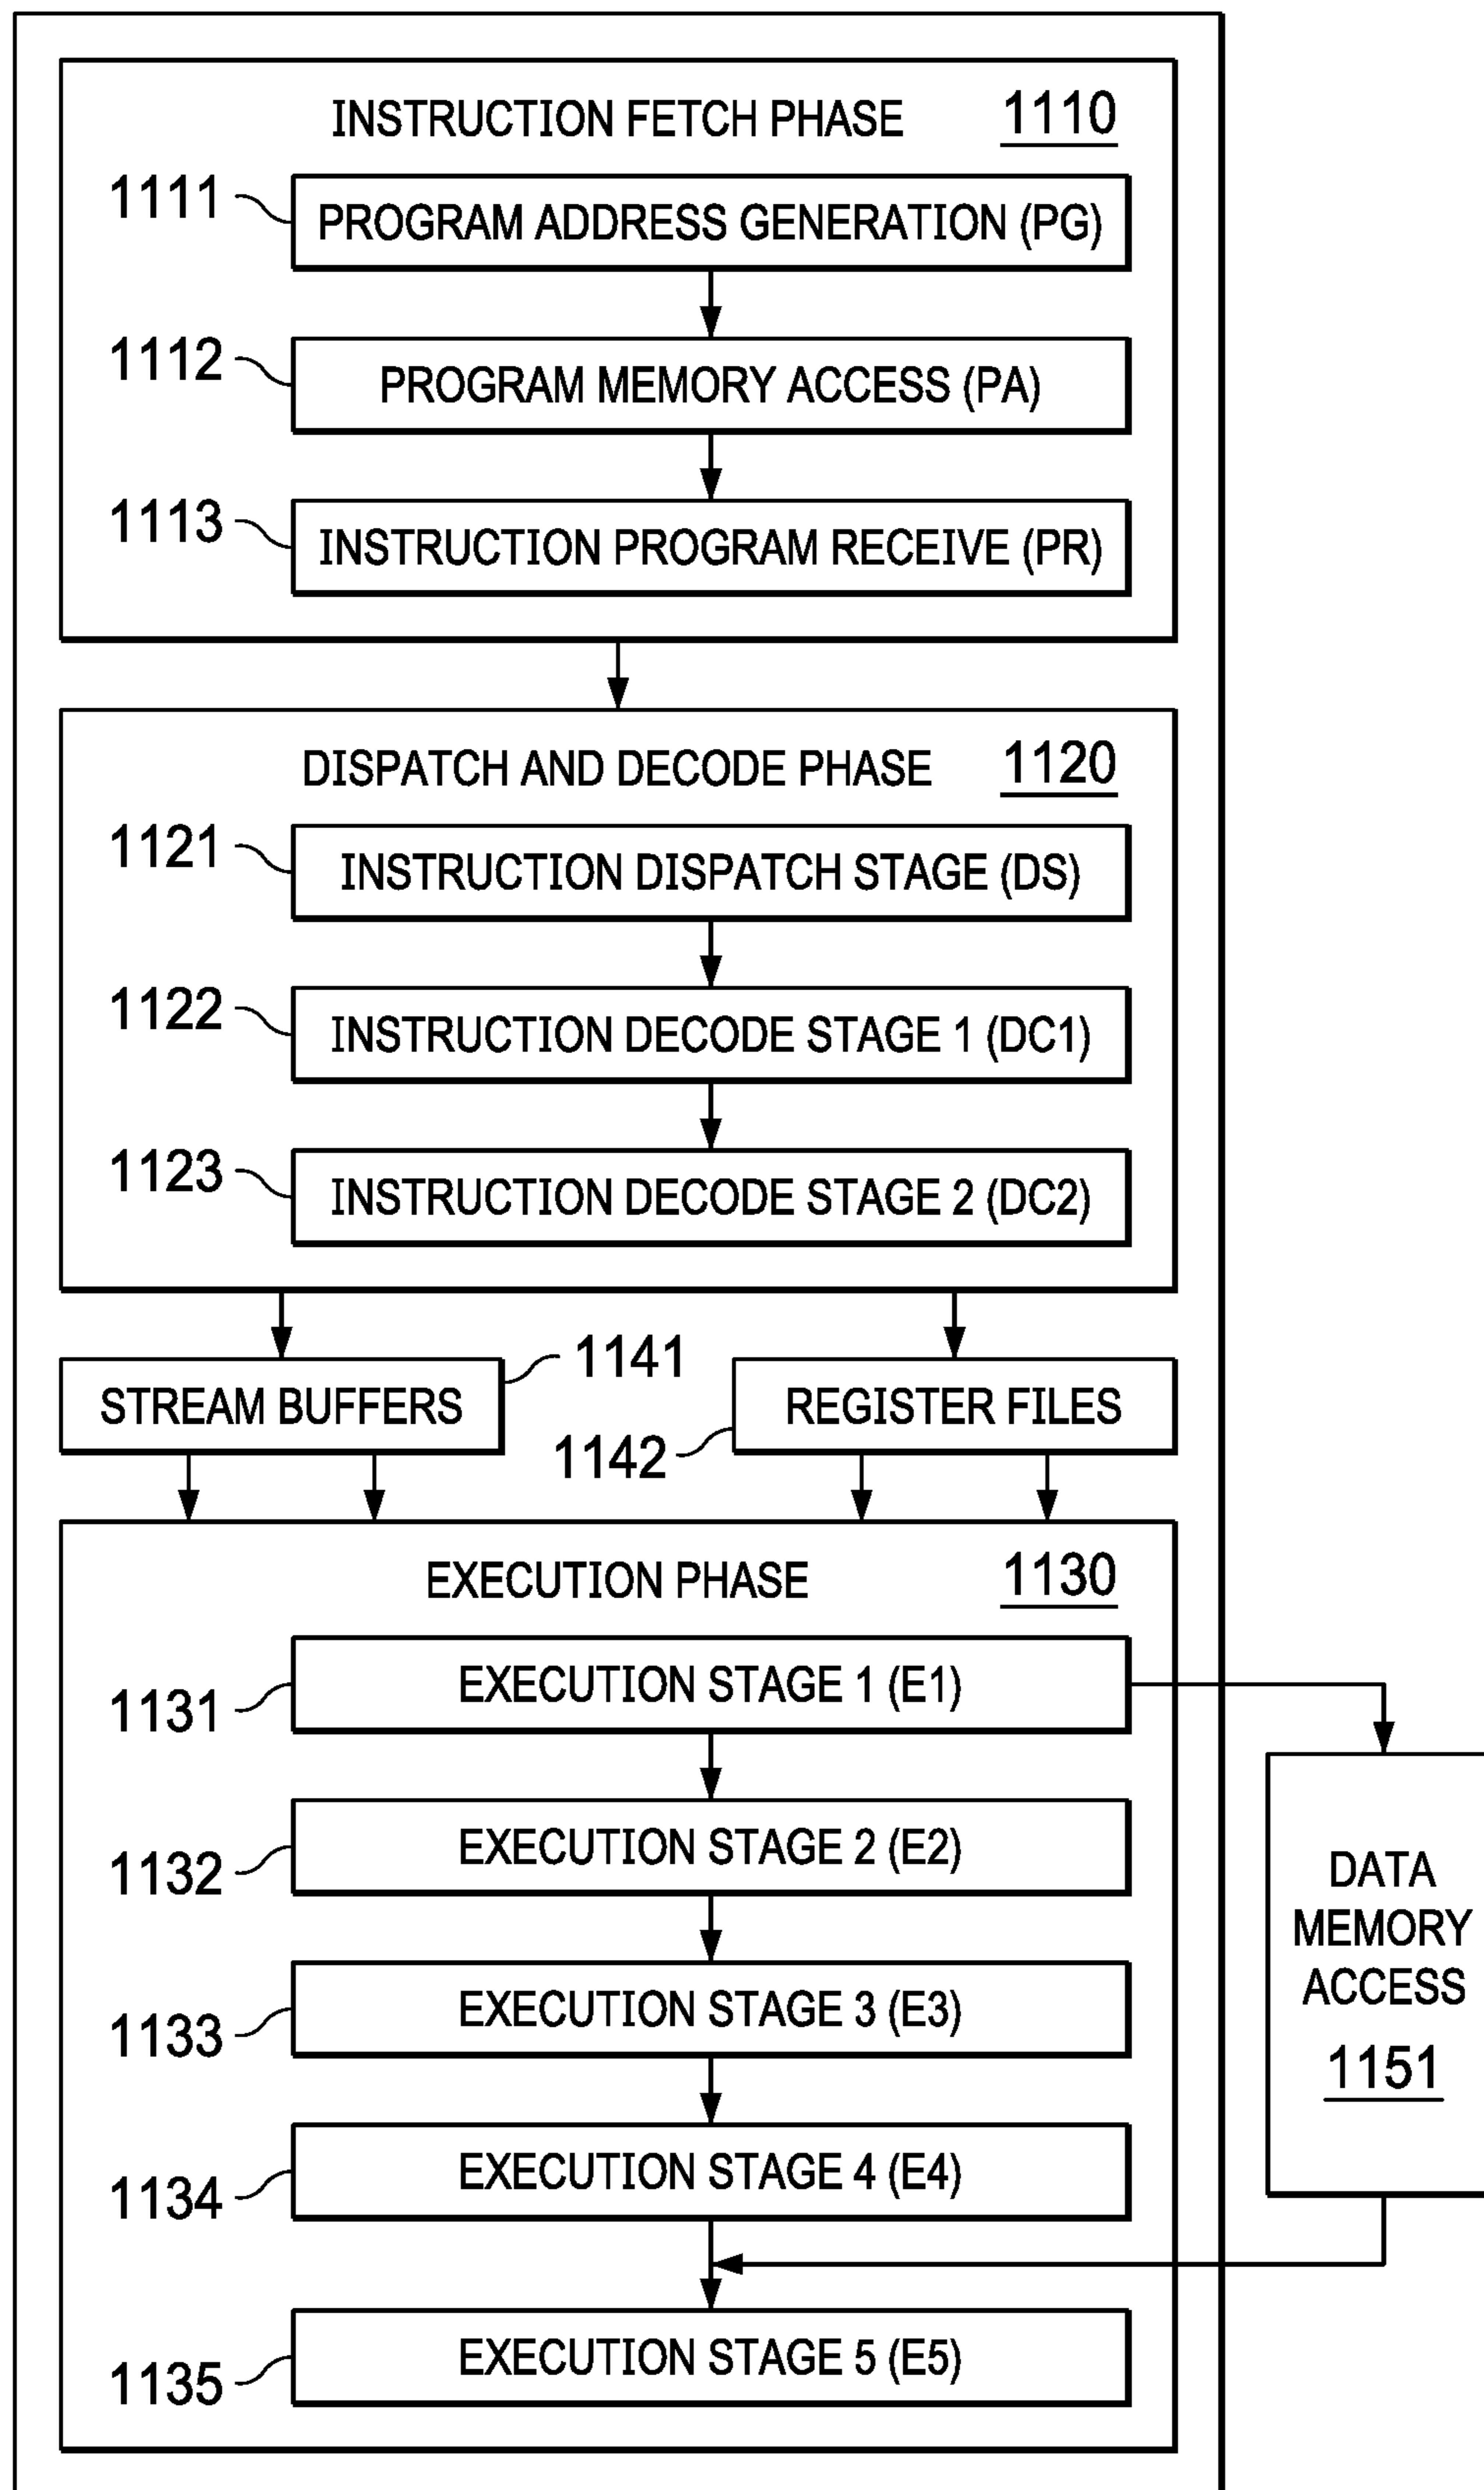 INSTRUCTION FETCH PHASE 1110
1111 PROGRAM ADDRESS GENERATION (PG)
1112 PROGRAM MEMORY ACCESS (PA)
1113 INSTRUCTION PROGRAM RECEIVE (PR)
DISPATCH AND DECODE PHASE 1120
1121 INSTRUCTION DISPATCH STAGE (DS)
1122 INSTRUCTION DECODE STAGE 1 (DC1)
1123 INSTRUCTION DECODE STAGE 2 (DC2)
STREAM BUFFERS 1141
1142 REGISTER FILES
EXECUTION PHASE 1130
1131 EXECUTION STAGE 1 (E1)
1132 EXECUTION STAGE 2 (E2)
1133 EXECUTION STAGE 3 (E3)
1134 EXECUTION STAGE 4 (E4)
1135 EXECUTION STAGE 5 (E5)
DATA
MEMORY
ACCESS
1151